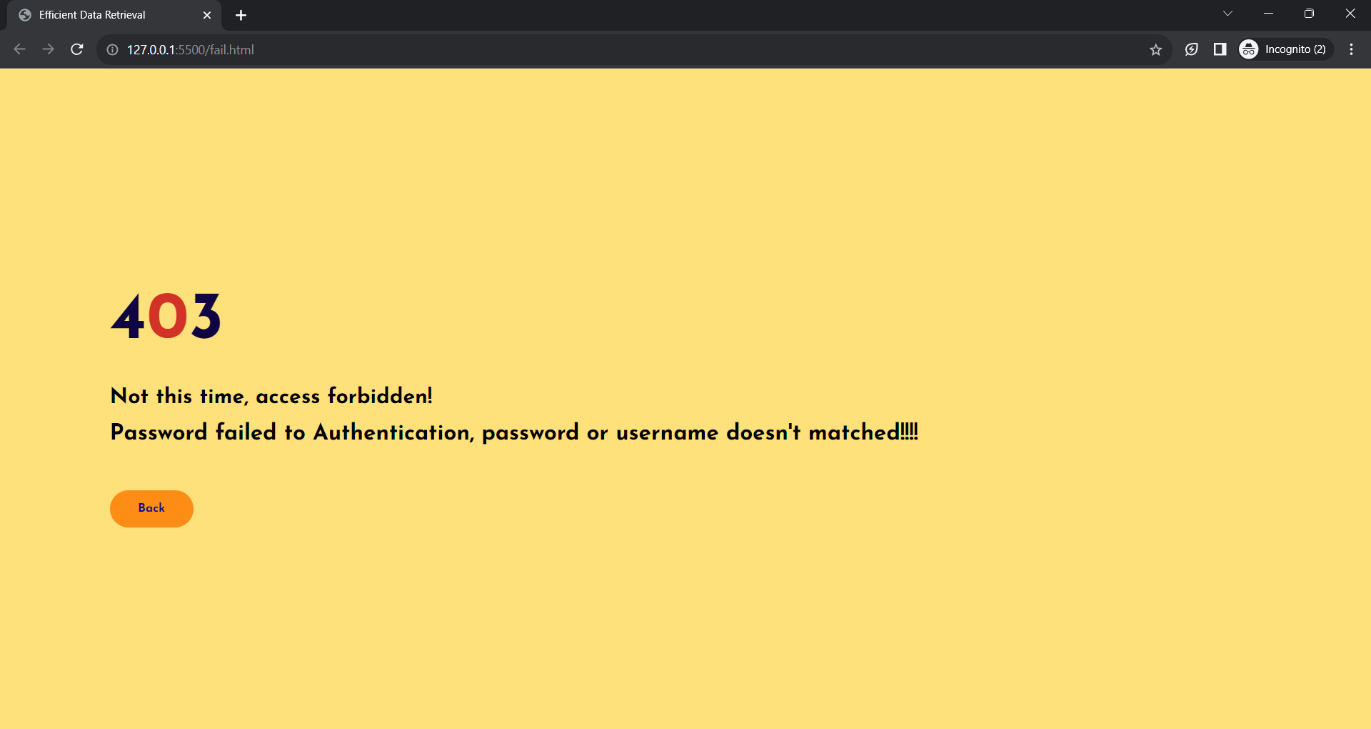 Efficient Data Retrieval
127.0.0.1:5500/fail.html
Incognito (2)
403
Not this time, access forbidden!
Password failed to Authentication, password or username doesn't matched!!!!
Back